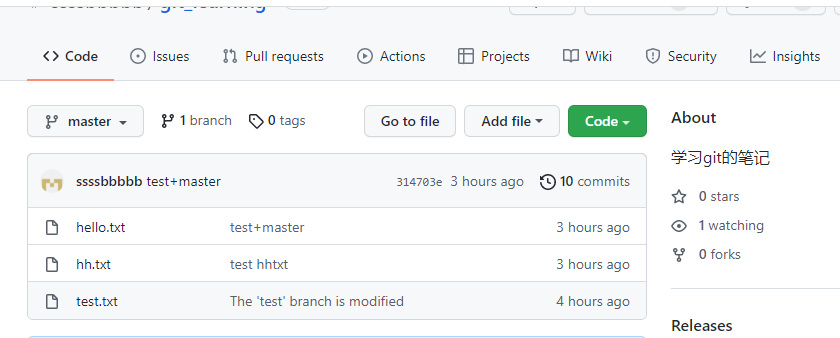 Code Issues Pull requests Actions Projects Wiki Security Insights
master 1 branch 0 tags Go to file Add file Code
About
学习git的笔记
ssssbbbbb test+master 314703e 3 hours ago 10 commits
0 stars
hello.txt test+master 3 hours ago
1 watching
hh.txt test hhtxt 3 hours ago
0 forks
test.txt The 'test' branch is modified 4 hours ago
Releases